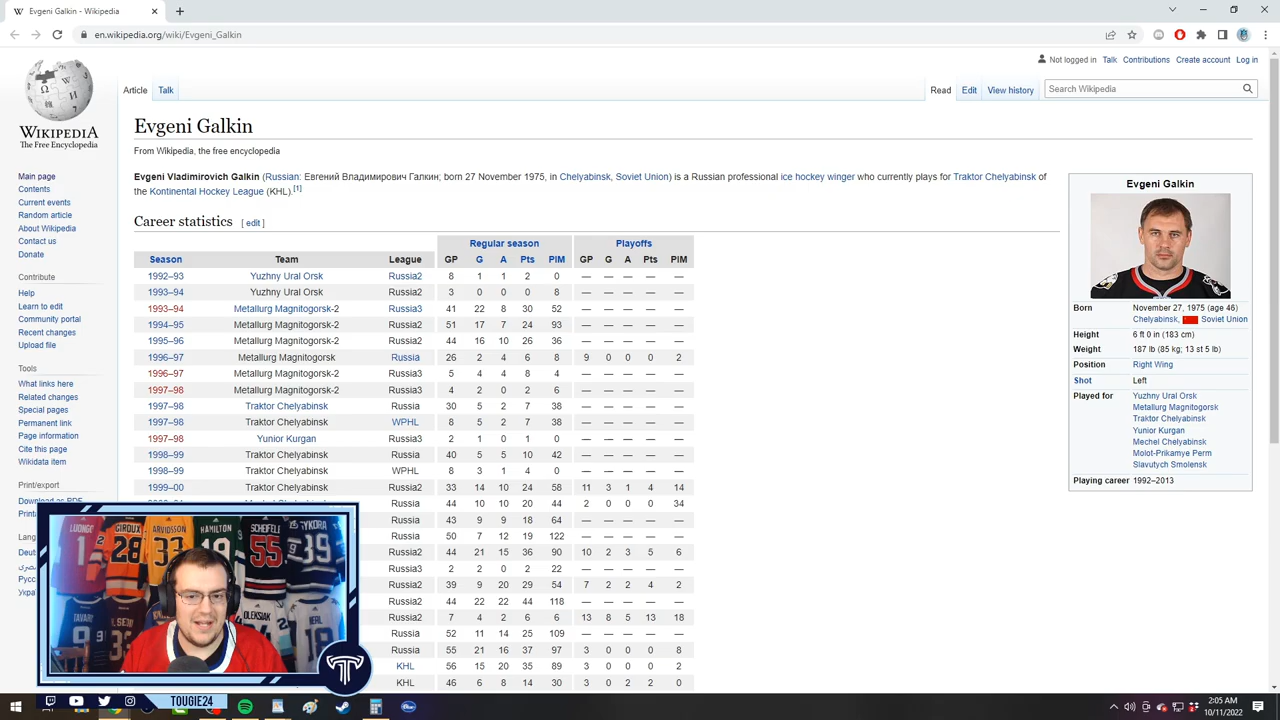 Evgeni Galkin - Wikipedia
en.wikipedia.org/wiki/Evgeni_Galkin
Not logged in Talk Contributions Create account Log in
Article Talk Read Edit View history Search Wikipedia
WIKIPEDIA
The Free Encyclopedia
Main page
Contents
Current events
Random article
About Wikipedia
Contact us
Donate
Contribute
Help
Learn to edit
Community portal
Recent changes
Upload file
Tools
What links here
Related changes
Special pages
Permanent link
Page information
Cite this page
Wikidata item
Print/export
Download as PDF
Evgeni Galkin
From Wikipedia, the free encyclopedia
Evgeni Vladimirovich Galkin (Russian: Евгений Владимирович Галкин; born 27 November 1975, in Chelyabinsk, Soviet Union) is a Russian professional ice hockey winger who currently plays for Traktor Chelyabinsk of
the Kontinental Hockey League (KHL).[1]
Career statistics [ edit ]
Regular season Playoffs
Season Team League GP G A Pts PIM GP G A Pts PIM
1992–93 Yuzhny Ural Orsk Russia2 8 1 1 2 0 — — — — —
1993–94 Yuzhny Ural Orsk Russia2 3 0 0 0 8 — — — — —
1993–94 Metallurg Magnitogorsk-2 Russia3 41 22 8 30 52 — — — — —
1994–95 Metallurg Magnitogorsk-2 Russia2 51 17 7 24 93 — — — — —
1995–96 Metallurg Magnitogorsk-2 Russia2 44 16 10 26 36 — — — — —
1996–97 Metallurg Magnitogorsk Russia 26 2 4 6 8 9 0 0 0 2
1996–97 Metallurg Magnitogorsk-2 Russia3 5 4 4 8 4 — — — — —
1997–98 Metallurg Magnitogorsk-2 Russia3 4 2 0 2 6 — — — — —
1997–98 Traktor Chelyabinsk Russia 30 5 2 7 38 — — — — —
1997–98 Traktor Chelyabinsk WPHL 8 5 2 7 38 — — — — —
1997–98 Yunior Kurgan Russia3 2 1 0 1 0 — — — — —
1998–99 Traktor Chelyabinsk Russia 40 5 5 10 42 — — — — —
1998–99 Traktor Chelyabinsk WPHL 8 3 1 4 0 — — — — —
1999–00 Traktor Chelyabinsk Russia2 33 14 10 24 58 11 3 1 4 14
Russia 44 10 10 20 44 2 0 0 0 34
Russia 43 9 9 18 64 — — — — —
Russia 50 7 12 19 122 — — — — —
Russia2 44 21 15 36 90 10 2 3 5 6
Russia3 2 2 0 2 22 — — — — —
Russia2 39 9 20 29 54 7 2 2 4 2
Russia2 44 22 22 44 118 — — — — —
Russia2 7 4 2 6 6 13 8 5 13 18
Russia 52 11 14 25 109 — — — — —
Russia 55 21 16 37 97 3 0 0 0 8
KHL 56 15 20 35 89 3 0 0 0 2
KHL 46 6 8 14 30 3 0 2 2 0
Evgeni Galkin
Born November 27, 1975 (age 46)
Chelyabinsk, Soviet Union
Height 6 ft 0 in (183 cm)
Weight 187 lb (85 kg; 13 st 5 lb)
Position Right Wing
Shot Left
Played for Yuzhny Ural Orsk
Metallurg Magnitogorsk
Traktor Chelyabinsk
Yunior Kurgan
Mechel Chelyabinsk
Molot-Prikamye Perm
Slavutych Smolensk
Playing career 1992–2013
LUONGO
GIROUX
28
ARVIDSSON
33
HAMILTON
SCHEIFELE
55
SYKORA
OLEKSIAK
TAVARES
TOUGIE24
2:05 AM
10/11/2022